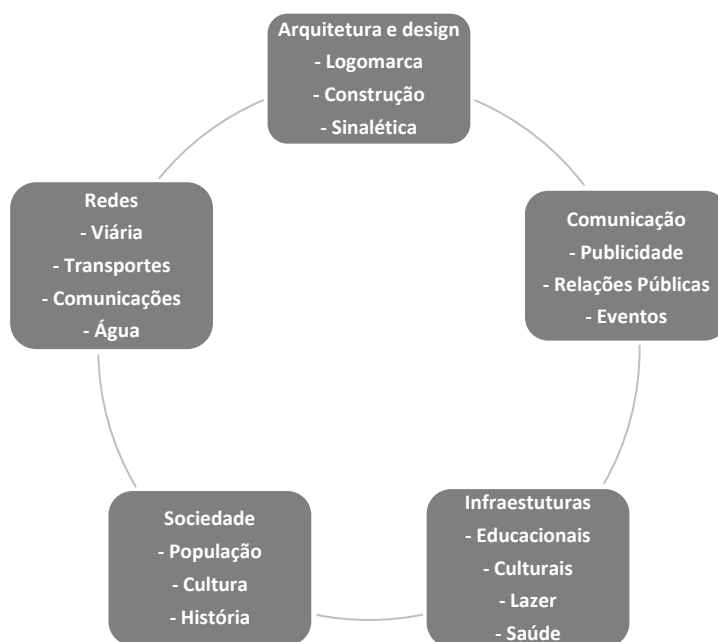 Arquitetura e design
- Logomarca
- Construção
- Sinalética
Comunicação
- Publicidade
- Relações Públicas
- Eventos
Infraestuturas
- Educacionais
- Culturais
- Lazer
- Saúde
Sociedade
- População
- Cultura
- História
Redes
- Viária
- Transportes
- Comunicações
- Água